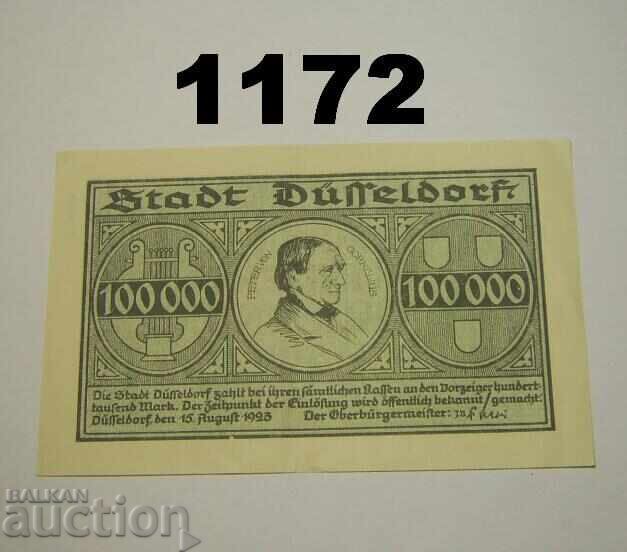 1172
Stadt Düsseldorf
PETER VON CORNELIUS
100 000
100 000
Die Stadt Düsseldorf zahlt bei ihren sämtlichen Kassen an den Vorzeiger hundert-
tausend Mark. Der Zeitpunkt der Einlösung wird öffentlich bekannt gemacht.
Düsseldorf, den 15. August 1923 Der Oberbürgermeister:
BALKAN
auction